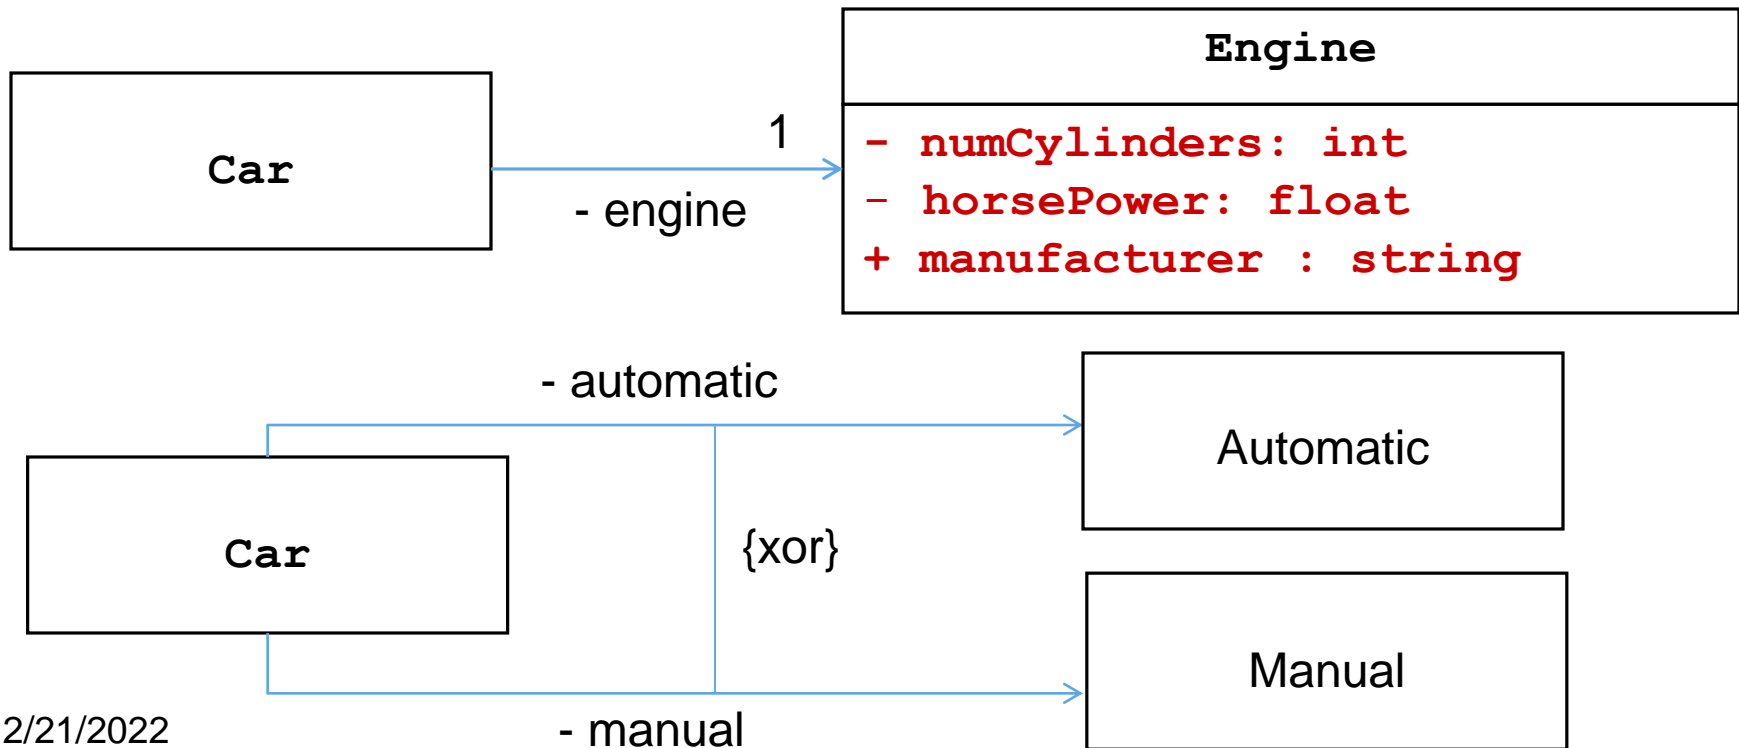 Engine
Car
1
- engine
- numCylinders: int
- horsePower: float
+ manufacturer : string
- automatic
Automatic
Car
{xor}
Manual
- manual
2/21/2022